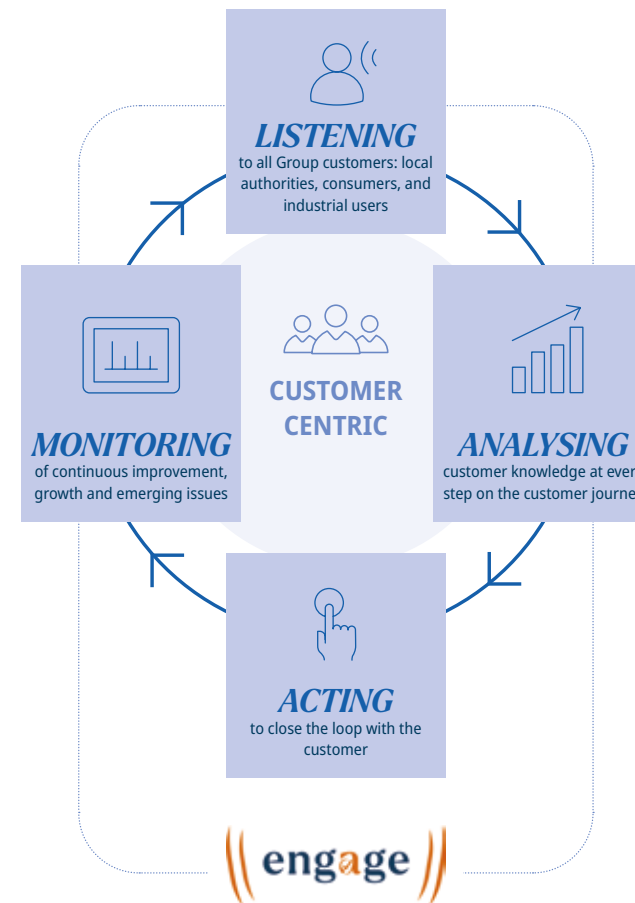 LISTENING
to all Group customers: local
authorities, consumers, and
industrial users
CUSTOMER
CENTRIC
MONITORING
of continuous improvement,
growth and emerging issues
ANALYSING
customer knowledge at ever
step on the customer journe
ACTING
to close the loop with the
customer
engage